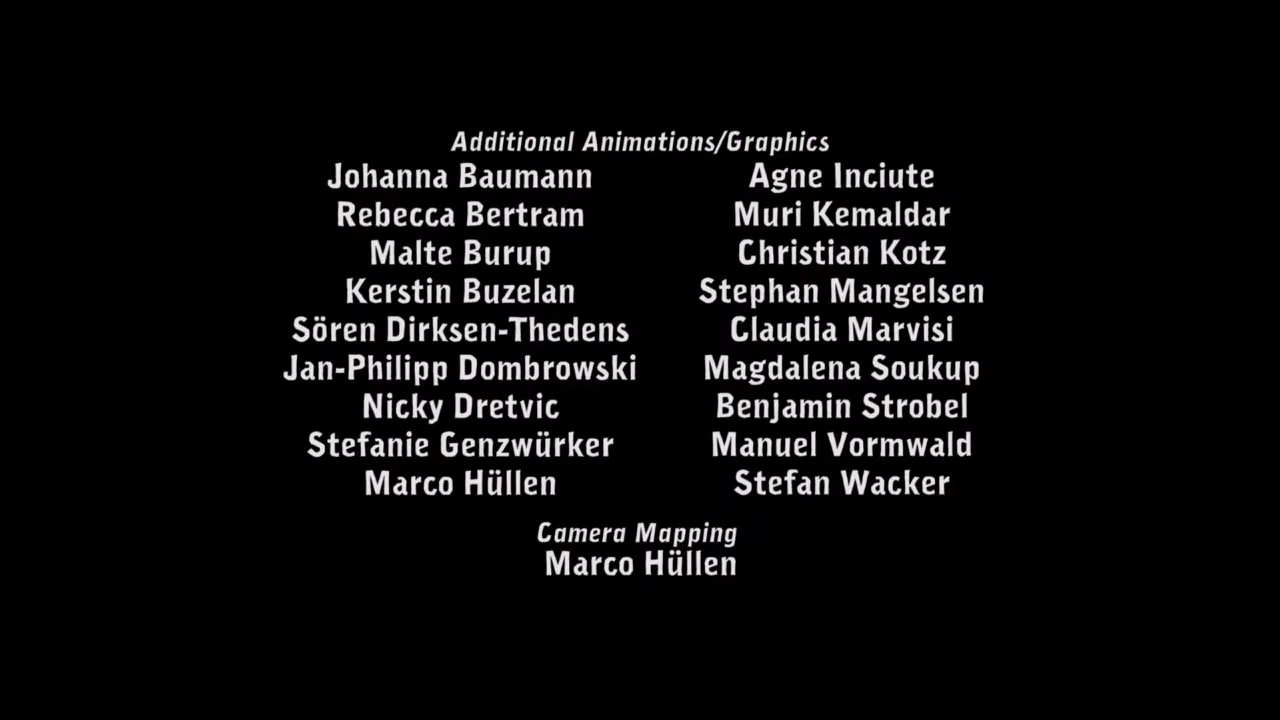 Additional Animations/Graphics
Johanna Baumann
Rebecca Bertram
Malte Burup
Kerstin Buzelan
Sören Dirksen-Thedens
Jan-Philipp Dombrowski
Nicky Dretvic
Stefanie Genzwürker
Marco Hüllen
Agne Inciute
Muri Kemaldar
Christian Kotz
Stephan Mangelsen
Claudia Marvisi
Magdalena Soukup
Benjamin Strobel
Manuel Vormwald
Stefan Wacker
Camera Mapping
Marco Hüllen